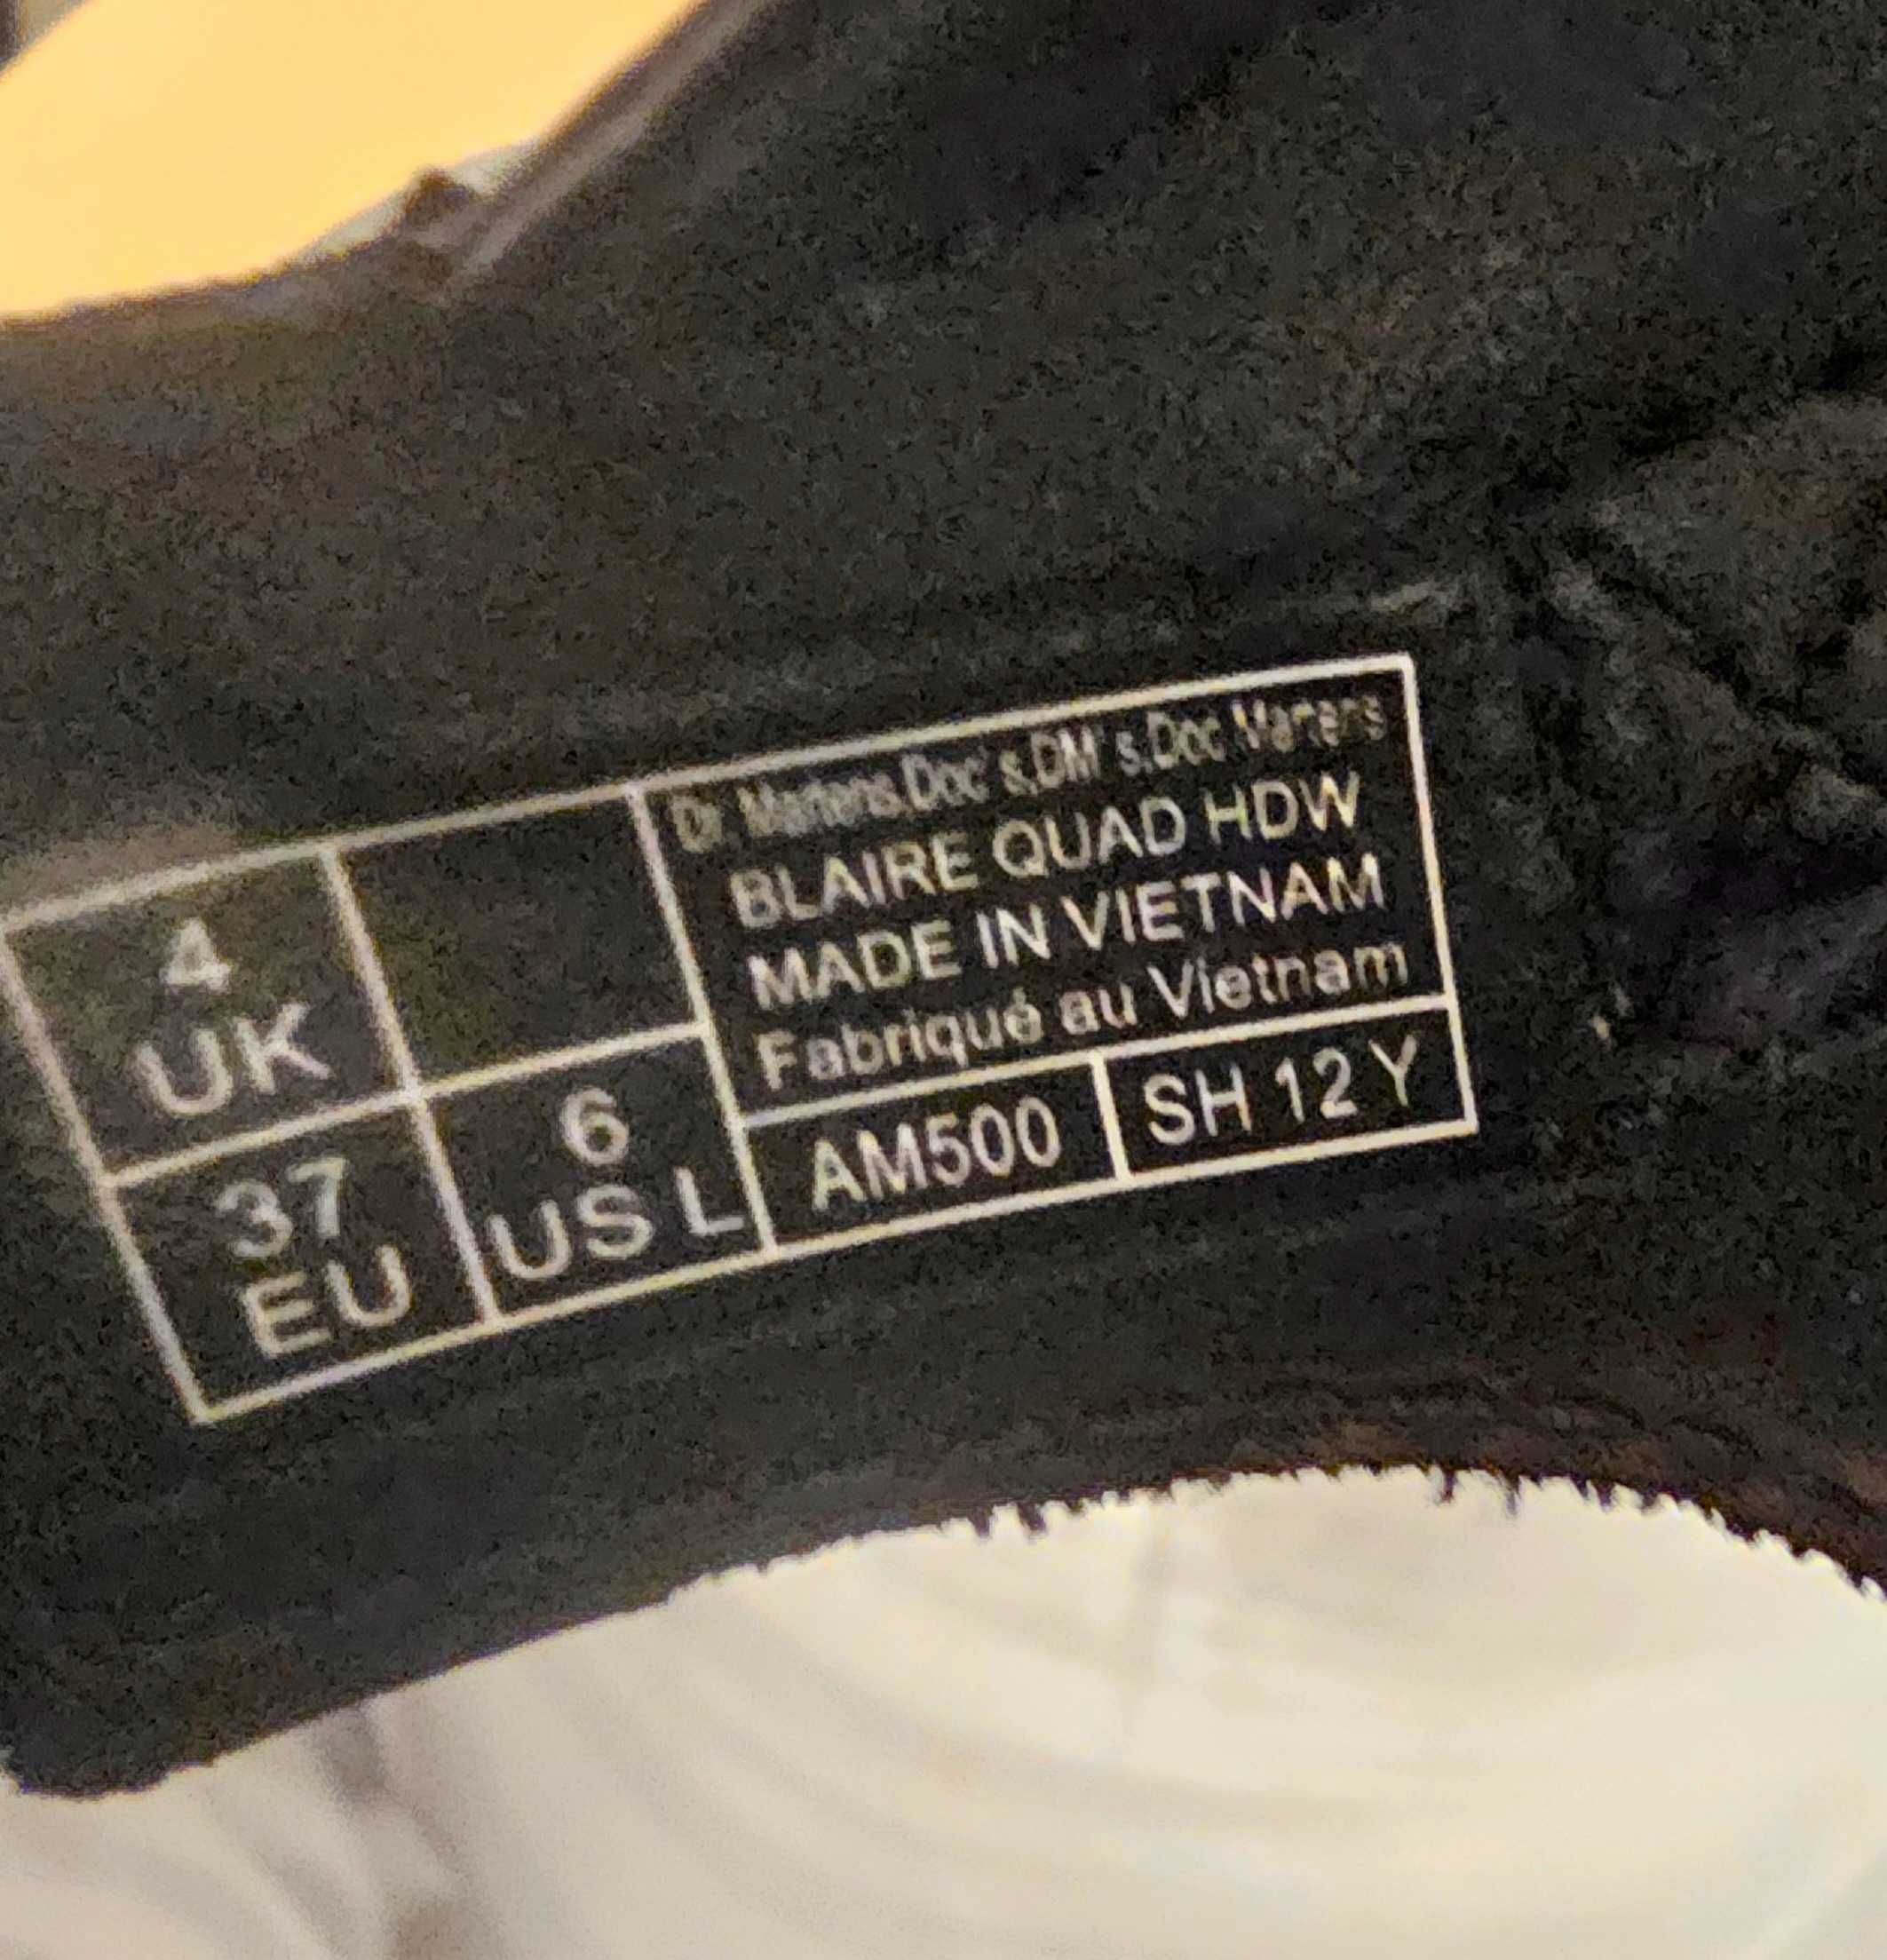 Dr. Martens.Doc's.DM's.Doc Martens
BLAIRE QUAD HDW
MADE IN VIETNAM
Fabriqué au Vietnam
4
UK
37
EU
6
US L
AM500
SH 12 Y